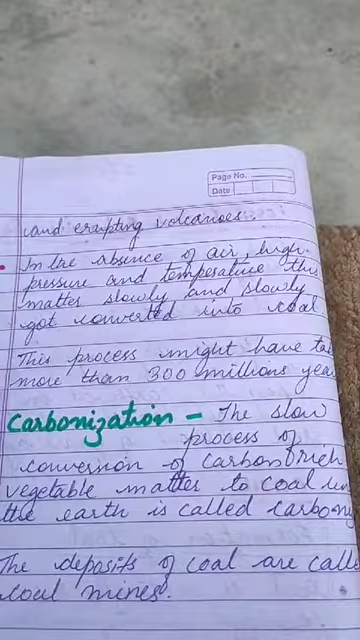 Page No.
Date
and erupting volcanoes.
In the absence of air, high
pressure and temperature this
matter slowly and slowly
got converted into coal.
This process might have ta
more than 300 millions yea
Carbonization - The slow
process of
conversion of carbon rich
vegetable matter to coal un
the earth is called carbon
The deposits of coal are calle
coal mines.